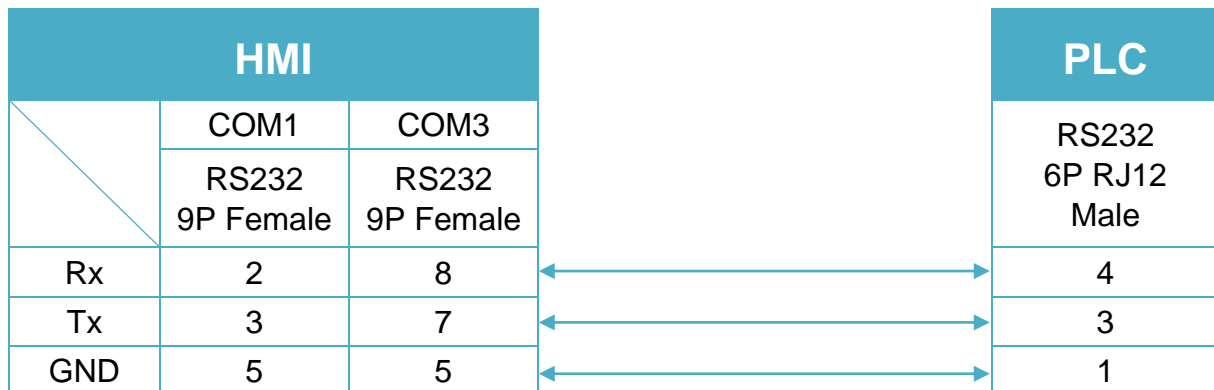 HMI PLC
COM1 COM3
RS232
9P Female
RS232
9P Female
RS232
6P RJ12
Male
Rx 2 8 4
Tx 3 7 3
GND 5 5 1